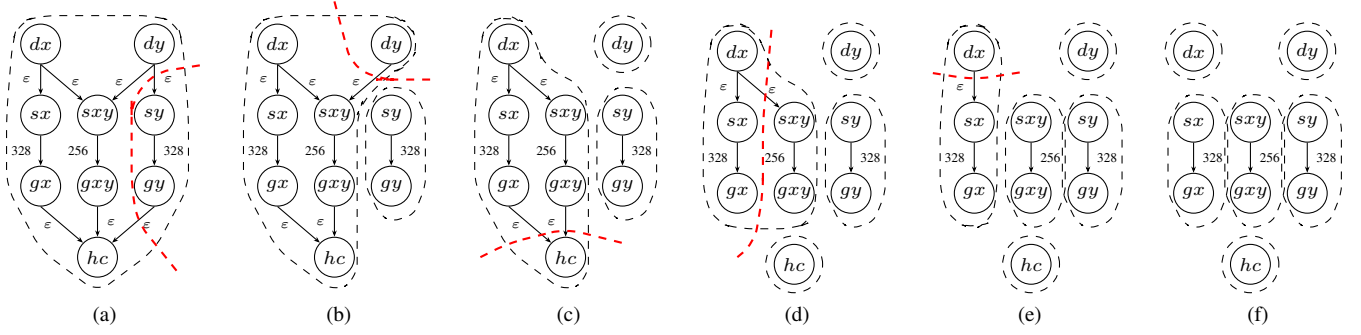 dx dy dx dy dx dy dx dy dx dy dx dy
ε ε ε ε ε ε ε ε ε ε
sx sxy sy sx sxy sy sx sxy sy sx sxy sy sx sxy sy sx sxy sy
328 256 328 328 256 328 328 256 328 328 256 328 328 256 328 328 256 328
gx gxy gy gx gxy gy gx gxy gy gx gxy gy gx gxy gy gx gxy gy
ε ε ε ε ε ε ε
hc hc hc hc hc hc
(a) (b) (c) (d) (e) (f)